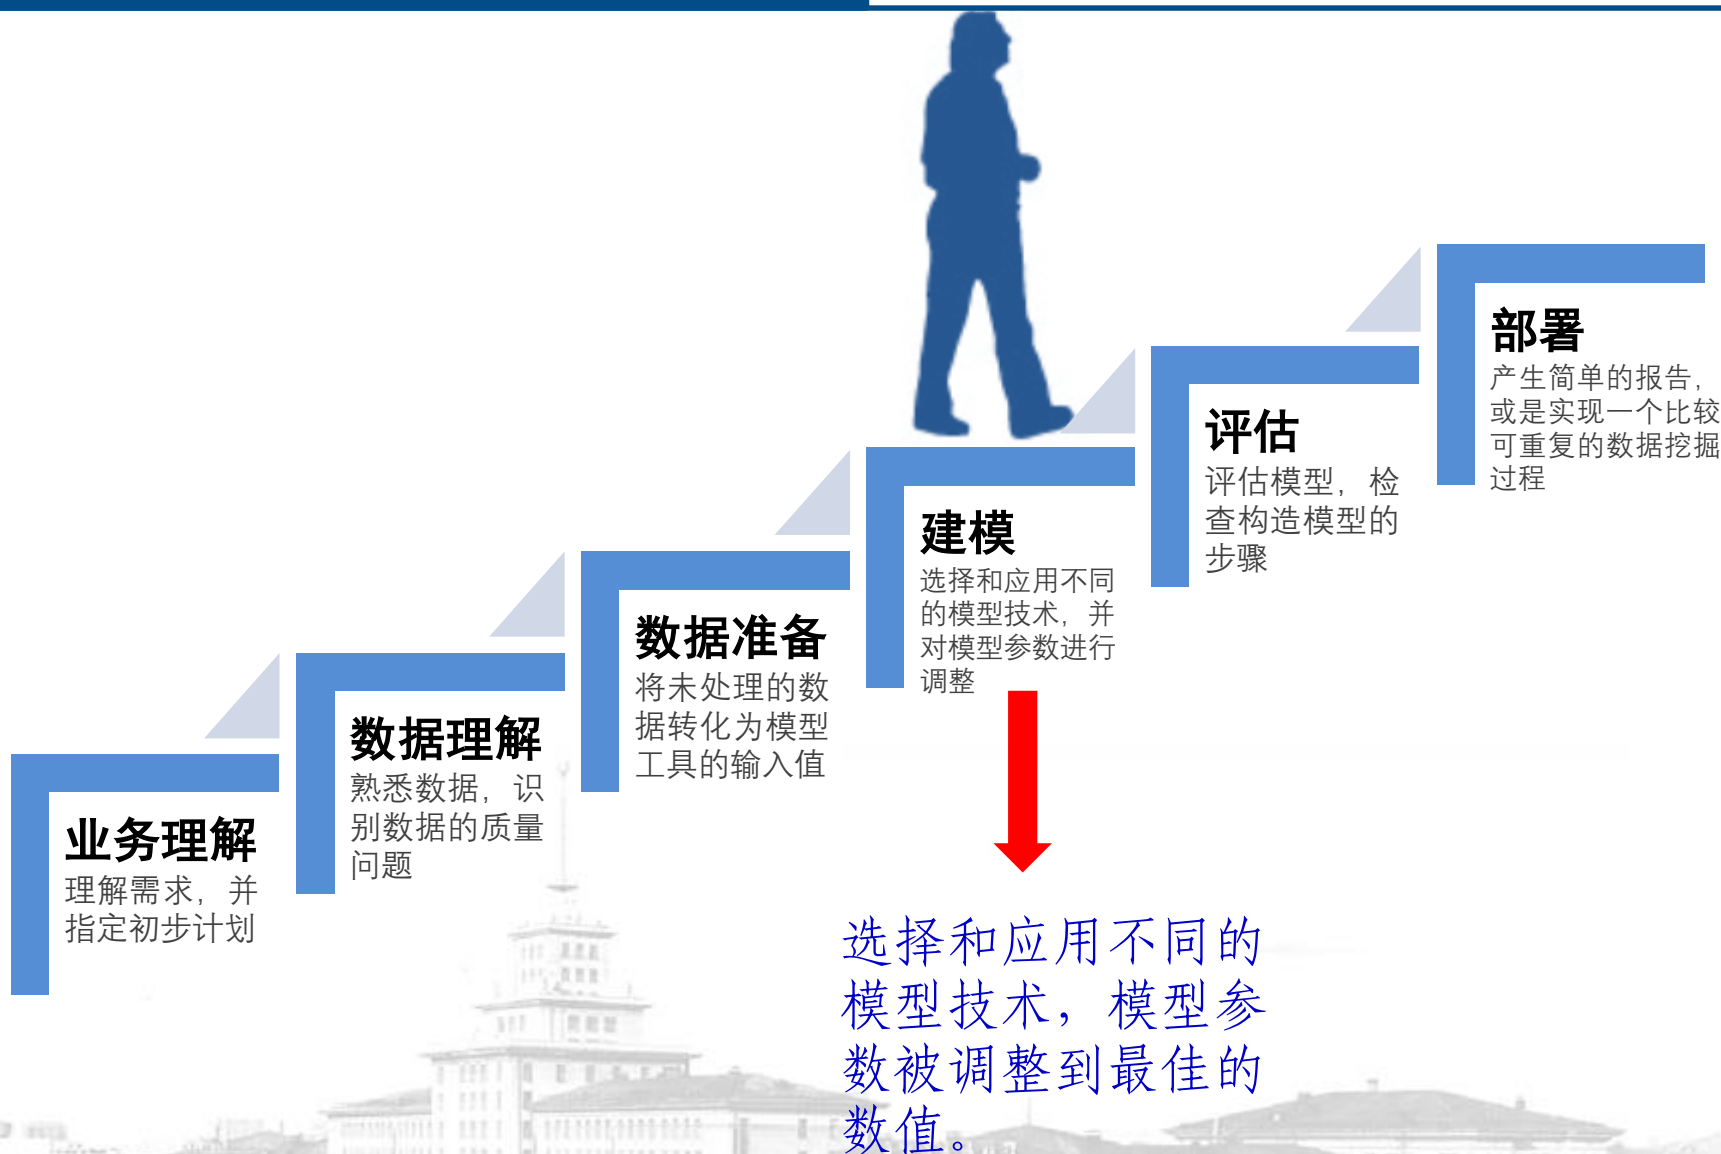 业务理解
理解需求，并
指定初步计划
数据理解
熟悉数据，识
别数据的质量
问题
数据准备
将未处理的数
据转化为模型
工具的输入值
建模
选择和应用不同
的模型技术，并
对模型参数进行
调整
评估
评估模型，检
查构造模型的
步骤
部署
产生简单的报告，
或是实现一个比较
可重复的数据挖掘
过程
选择和应用不同的
模型技术，模型参
数被调整到最佳的
数值。